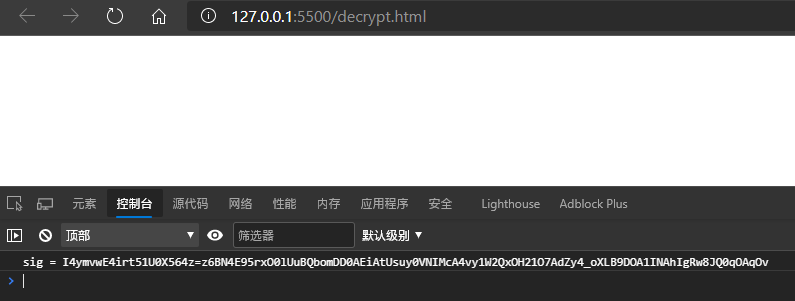 127.0.0.1:5500/decrypt.html
元素 控制台 源代码 网络 性能 内存 应用程序 安全 Lighthouse Adblock Plus
顶部 ▼ 筛选器 默认级别 ▼
sig = I4ymvwE4irt51U0X564z=z6BN4E95rxO0lUuBQbomDD0AEiAtUsuy0VNIMcA4vy1W2QxOH21O7AdZy4_oXLB9DOA1INAhIgRw8JQ0qOAqOv
>